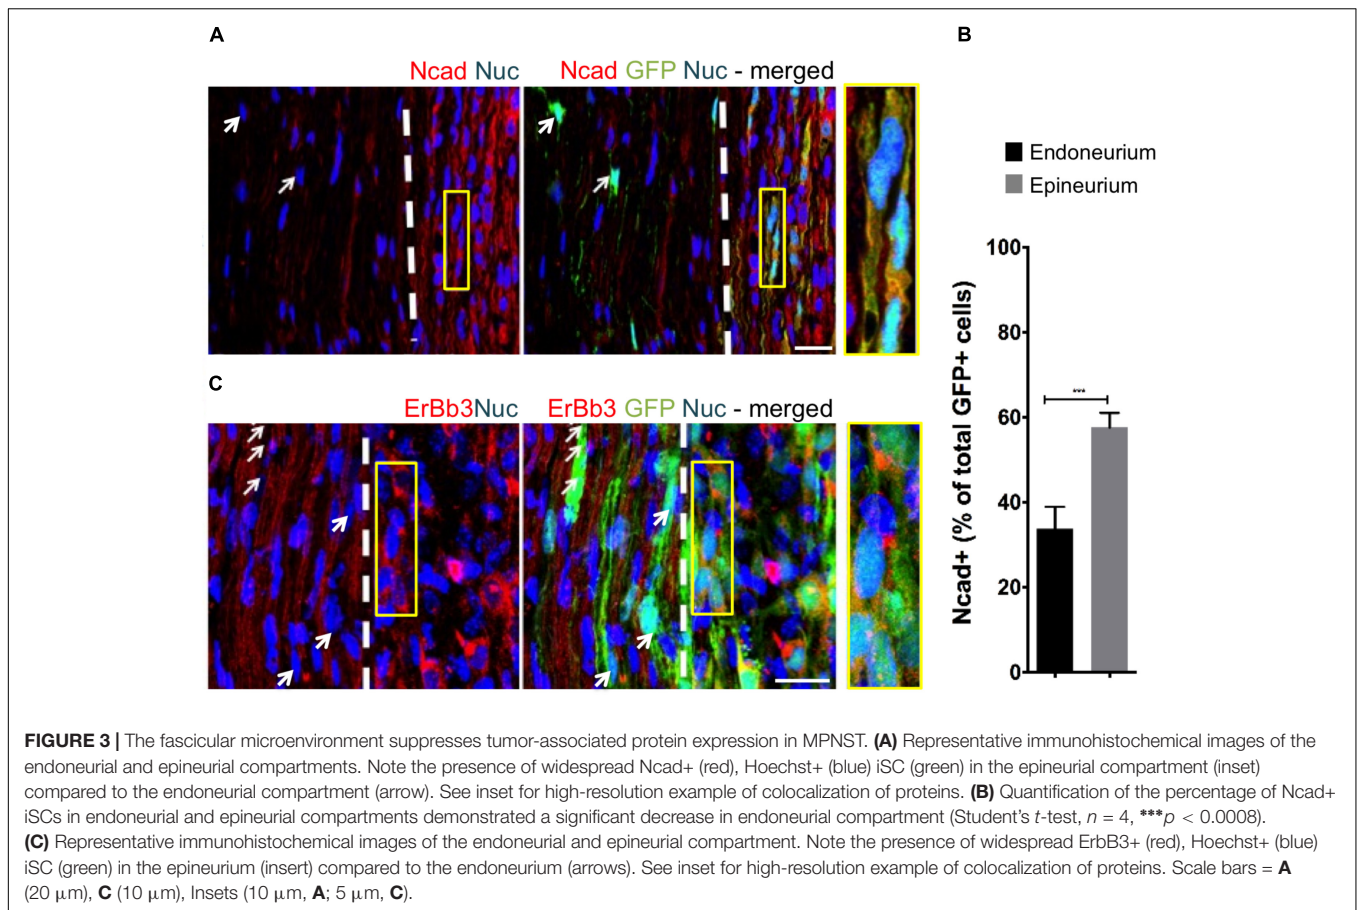 A
Ncad Nuc
Ncad GFP Nuc - merged
B
Endoneurium
Epineurium
Ncad+ (% of total GFP+ cells)
100
80
60
40
20
0
***
C
ErBb3Nuc
ErBb3 GFP Nuc - merged
FIGURE 3 | The fascicular microenvironment suppresses tumor-associated protein expression in MPNST. (A) Representative immunohistochemical images of the
endoneurial and epineurial compartments. Note the presence of widespread Ncad+ (red), Hoechst+ (blue) iSC (green) in the epineurial compartment (inset)
compared to the endoneurial compartment (arrow). See inset for high-resolution example of colocalization of proteins. (B) Quantification of the percentage of Ncad+
iSCs in endoneurial and epineurial compartments demonstrated a significant decrease in endoneurial compartment (Student's t-test, n = 4, ***p < 0.0008).
(C) Representative immunohistochemical images of the endoneurial and epineurial compartment. Note the presence of widespread ErbB3+ (red), Hoechst+ (blue)
iSC (green) in the epineurium (insert) compared to the endoneurium (arrows). See inset for high-resolution example of colocalization of proteins. Scale bars = A
(20 μm), C (10 μm), Insets (10 μm, A; 5 μm, C).